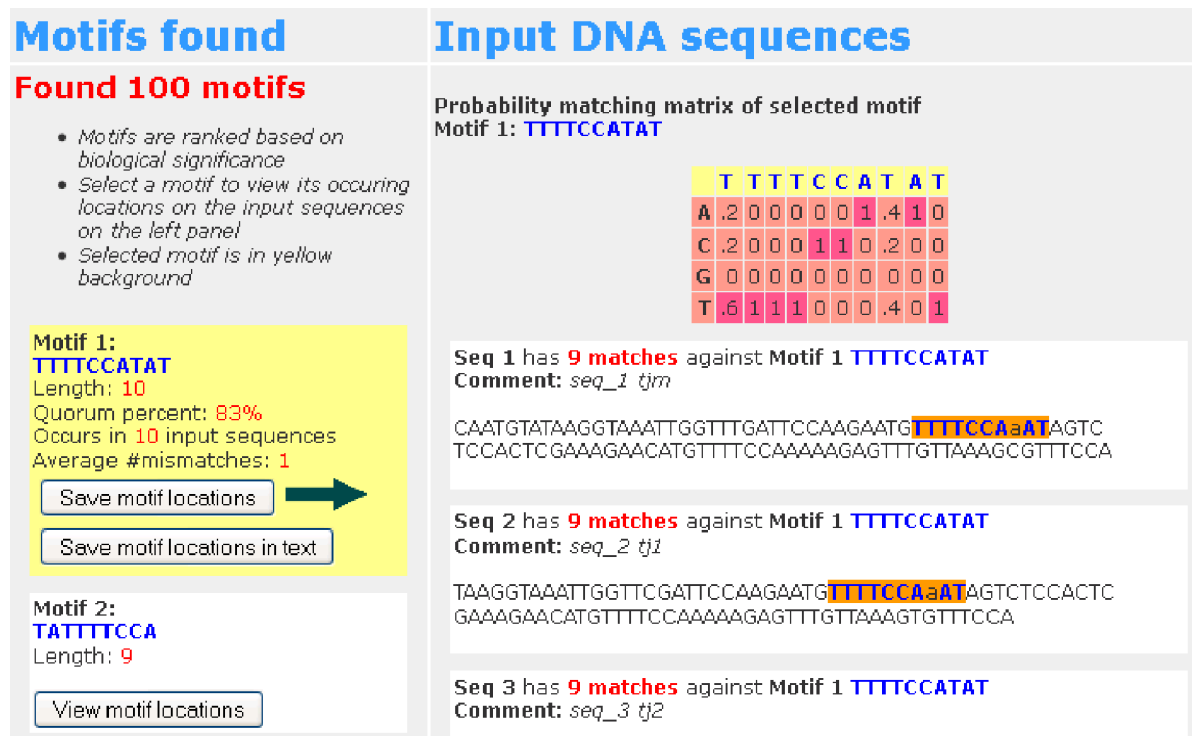 Motifs found
Found 100 motifs
• Motifs are ranked based on
biological significance
• Select a motif to view its occuring
locations on the input sequences
on the left panel
• Selected motif is in yellow
background
Motif 1:
TTTTCCATAT
Length: 10
Quorum percent: 83%
Occurs in 10 input sequences
Average #mismatches: 1
Save motif locations
Save motif locations in text
Motif 2:
TATTTTCCA
Length: 9
View motif locations
Input DNA sequences
Probability matching matrix of selected motif
Motif 1: TTTTCCATAT
T T T T C C A T A T
A .2 0 0 0 0 0 1 .4 1 0
C .2 0 0 0 1 1 0 .2 0 0
G 0 0 0 0 0 0 0 0 0 0
T .6 1 1 1 0 0 0 .4 0 1
Seq 1 has 9 matches against Motif 1 TTTTCCATAT
Comment: seq_1 tjm
CAATGTATAAGGTAAATTGGTTTGATTCCAAGAATGTTTTCCAaATAGTC
TCCACTCGAAAGAACATGTTTTCCAAAAAGAGTTTGTTAAAGCGTTTCCA
Seq 2 has 9 matches against Motif 1 TTTTCCATAT
Comment: seq_2 tj1
TAAGGTAAATTGGTTCGATTCCAAGAATGTTTTCCAaATAGTCTCCACTC
GAAAGAACATGTTTTCCAAAAAGAGTTTGTTAAAGTGTTTCCA
Seq 3 has 9 matches against Motif 1 TTTTCCATAT
Comment: seq_3 tj2